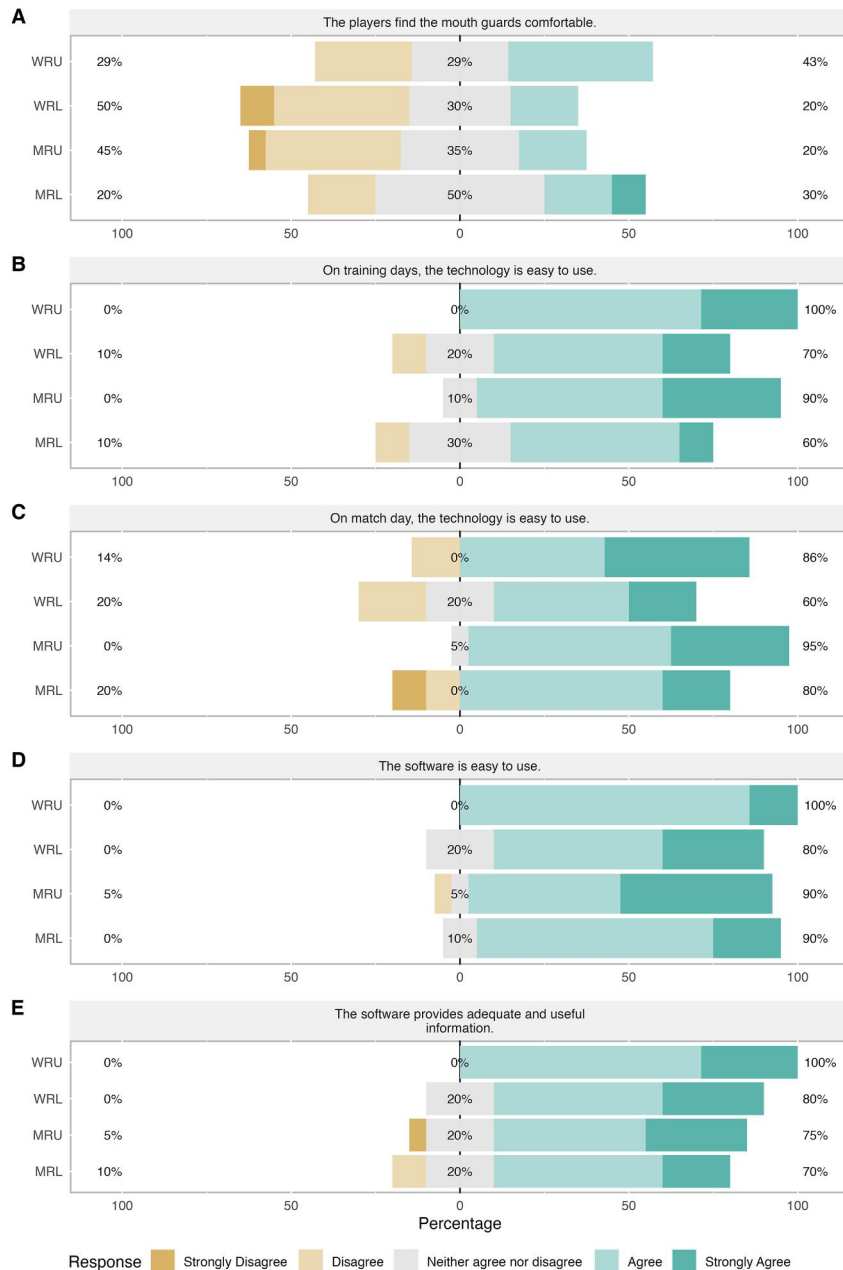 A
The players find the mouth guards comfortable.
WRU 29% 29% 43%
WRL 50% 30% 20%
MRU 45% 35% 20%
MRL 20% 50% 30%
100 50 0 50 100
B
On training days, the technology is easy to use.
WRU 0% 0% 100%
WRL 10% 20% 70%
MRU 0% 10% 90%
MRL 10% 30% 60%
100 50 0 50 100
C
On match day, the technology is easy to use.
WRU 14% 0% 86%
WRL 20% 20% 60%
MRU 0% 5% 95%
MRL 20% 0% 80%
100 50 0 50 100
D
The software is easy to use.
WRU 0% 0% 100%
WRL 0% 20% 80%
MRU 5% 5% 90%
MRL 0% 10% 90%
100 50 0 50 100
E
The software provides adequate and useful
information.
WRU 0% 0% 100%
WRL 0% 20% 80%
MRU 5% 20% 75%
MRL 10% 20% 70%
100 50 0 50 100
Percentage
Response Strongly Disagree Disagree Neither agree nor disagree Agree Strongly Agree